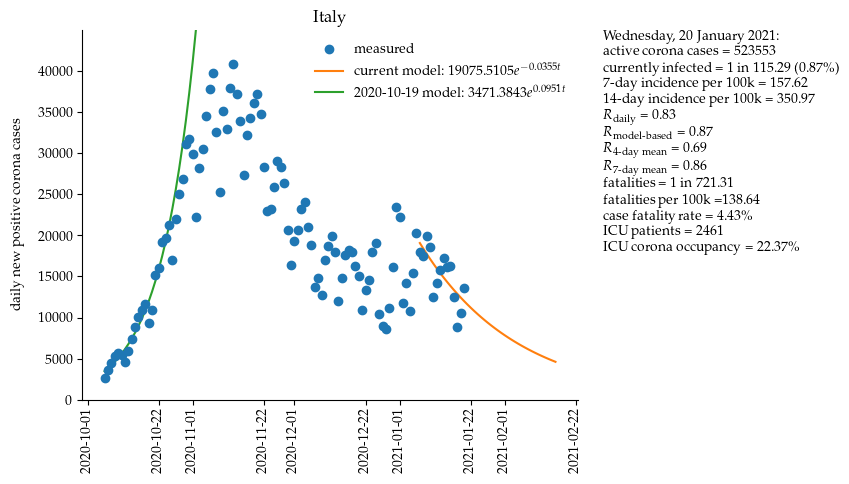 Italy
measured
current model: 19075.5105e^{-0.0355t}
2020-10-19 model: 3471.3843e^{0.0951t}
daily new positive corona cases
40000
35000
30000
25000
20000
15000
10000
5000
0
2020-10-01
2020-10-22
2020-11-01
2020-11-22
2020-12-01
2020-12-22
2021-01-01
2021-01-22
2021-02-01
2021-02-22
Wednesday, 20 January 2021:
active corona cases = 523553
currently infected = 1 in 115.29 (0.87%)
7-day incidence per 100k = 157.62
14-day incidence per 100k = 350.97
R_daily = 0.83
R_model-based = 0.87
R_4-day mean = 0.69
R_7-day mean = 0.86
fatalities = 1 in 721.31
fatalities per 100k =138.64
case fatality rate = 4.43%
ICU patients = 2461
ICU corona occupancy = 22.37%